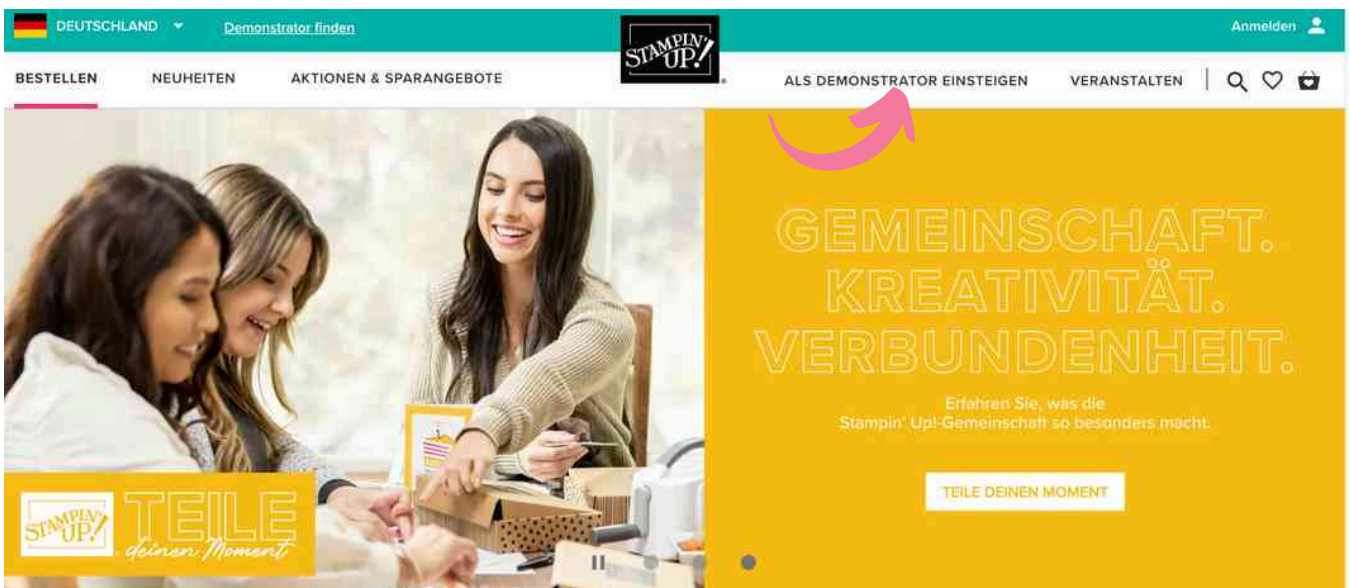 DEUTSCHLAND
Demonstrator finden
STAMPIN' UP!®
Anmelden
BESTELLEN
NEUHEITEN
AKTIONEN & SPARANGEBOTE
ALS DEMONSTRATOR EINSTEIGEN
VERANSTALTEN
GEMEINSCHAFT.
KREATIVITÄT.
VERBUNDENHEIT.
Erfahren Sie, was die
Stampin' Up!-Gemeinschaft so besonders macht.
TEILE DEINEN MOMENT
STAMPIN' UP!
TEILE
deinen Moment